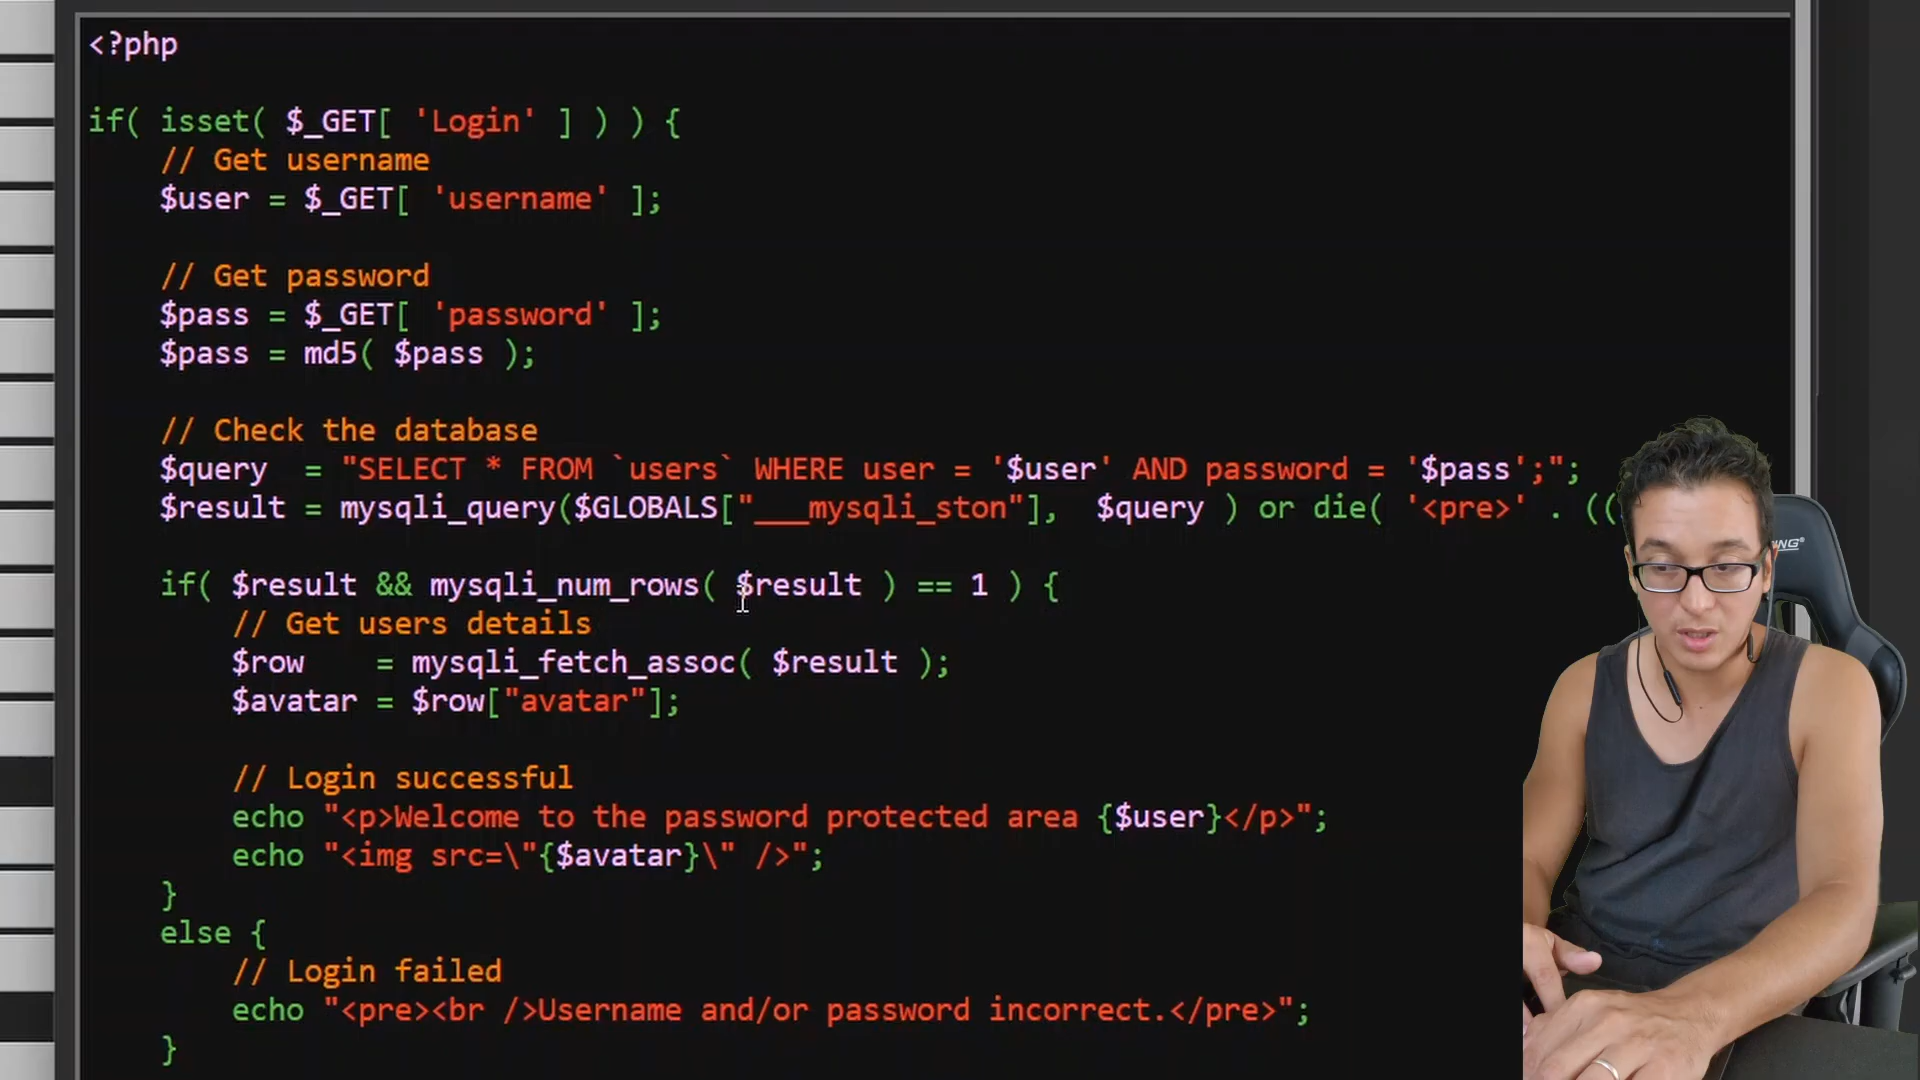 <?php
if( isset( $_GET[ 'Login' ] ) ) {
// Get username
$user = $_GET[ 'username' ];
// Get password
$pass = $_GET[ 'password' ];
$pass = md5( $pass );
// Check the database
$query  = "SELECT * FROM `users` WHERE user = '$user' AND password = '$pass';";
$result = mysqli_query($GLOBALS["___mysqli_ston"],  $query ) or die( '<pre>' . ((
if( $result && mysqli_num_rows( $result ) == 1 ) {
// Get users details
$row    = mysqli_fetch_assoc( $result );
$avatar = $row["avatar"];
// Login successful
echo "<p>Welcome to the password protected area {$user}</p>";
echo "<img src=\"{$avatar}\" />";
}
else {
// Login failed
echo "<pre><br />Username and/or password incorrect.</pre>";
}